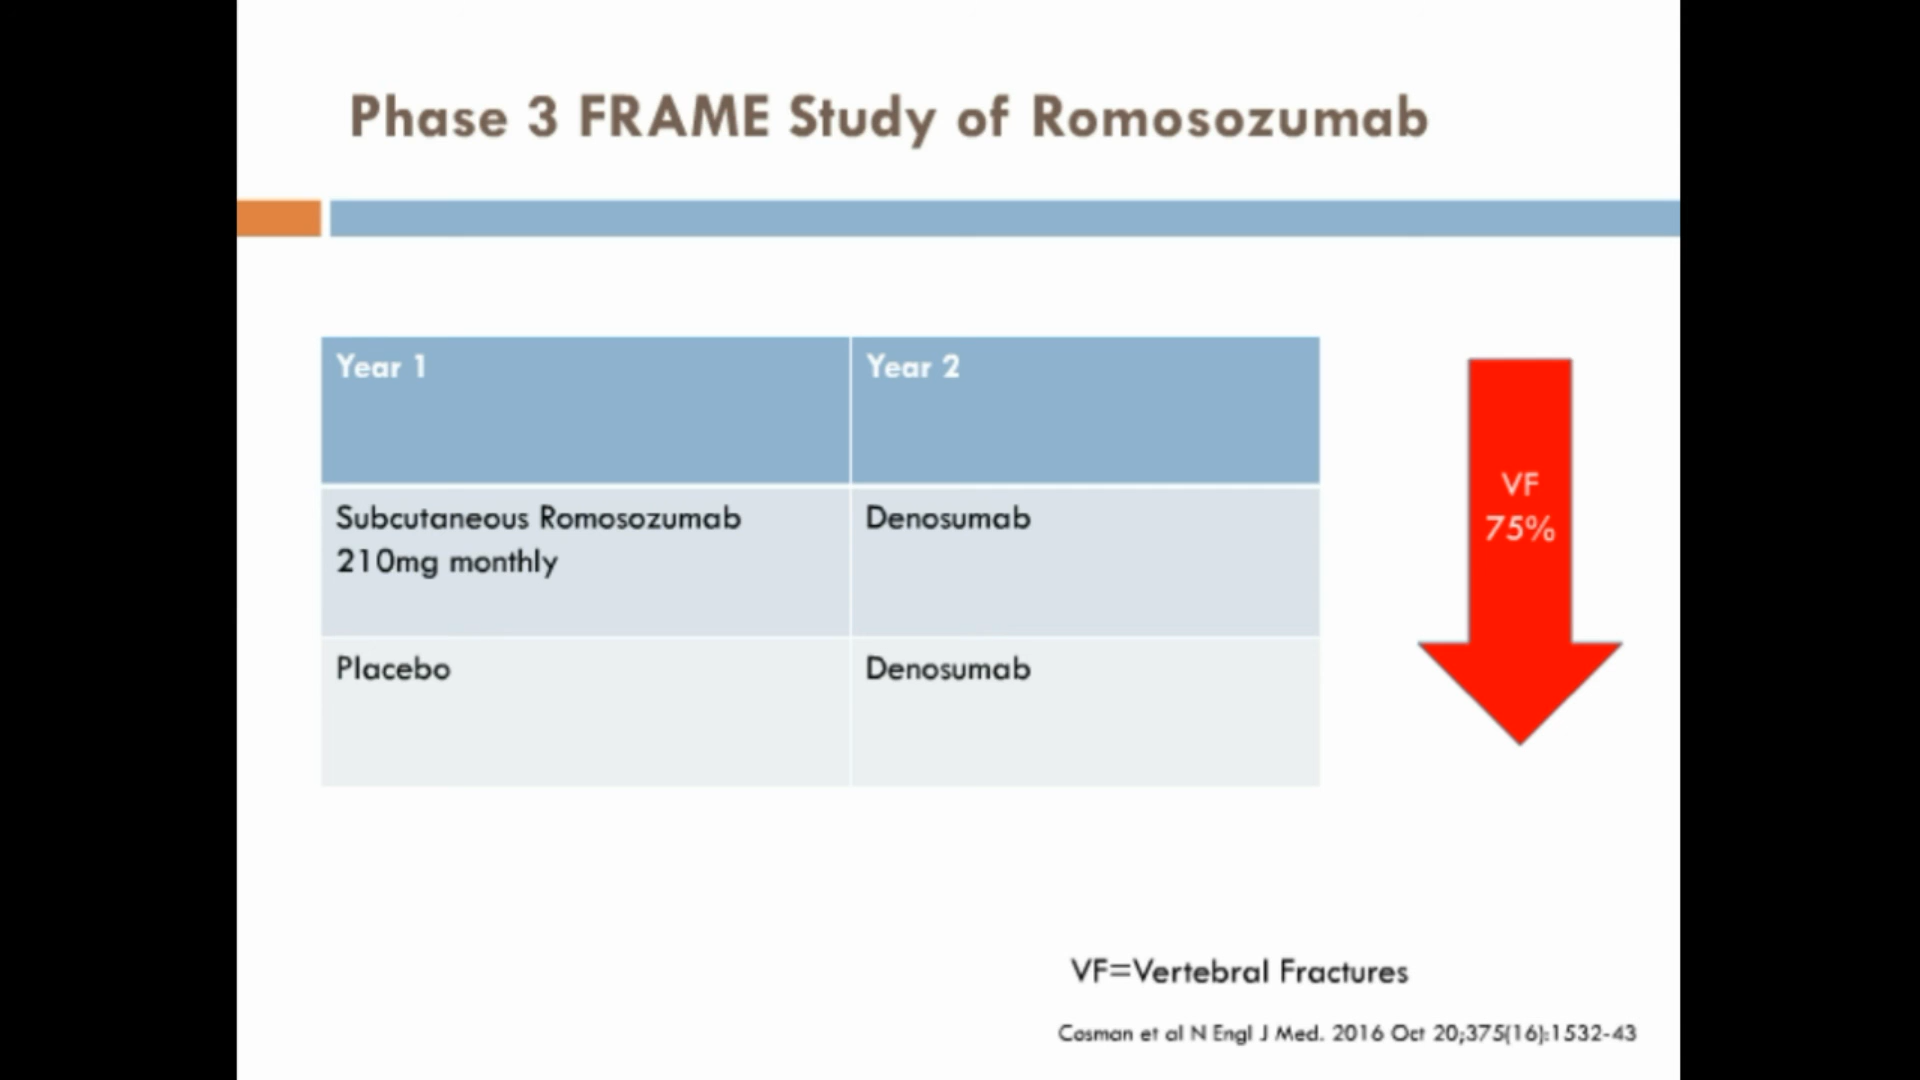 Phase 3 FRAME Study of Romosozumab
Year 1
Year 2
Subcutaneous Romosozumab
210mg monthly
Denosumab
Placebo
Denosumab
VF
75%
VF=Vertebral Fractures
Cosman et al N Engl J Med. 2016 Oct 20;375(16):1532-43